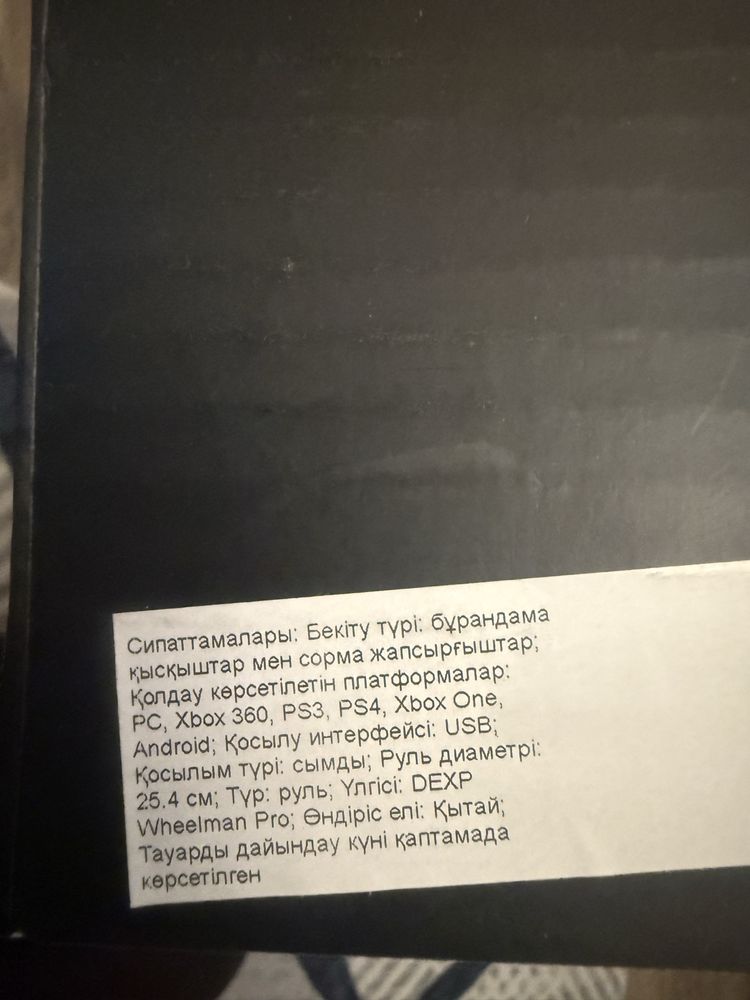 Сипаттамалары: Бекіту түрі: бұрандама
қысқыштар мен сорма жапсырғыштар;
Қолдау көрсетілетін платформалар:
PC, Xbox 360, PS3, PS4, Xbox One,
Android; Қосылу интерфейсі: USB;
Қосылым түрі: сымды; Руль диаметрі:
25.4 см; Түр: руль; Үлгісі: DEXP
Wheelman Pro; Өндіріс елі: Қытай;
Тауарды дайындау күні қаптамада
көрсетілген